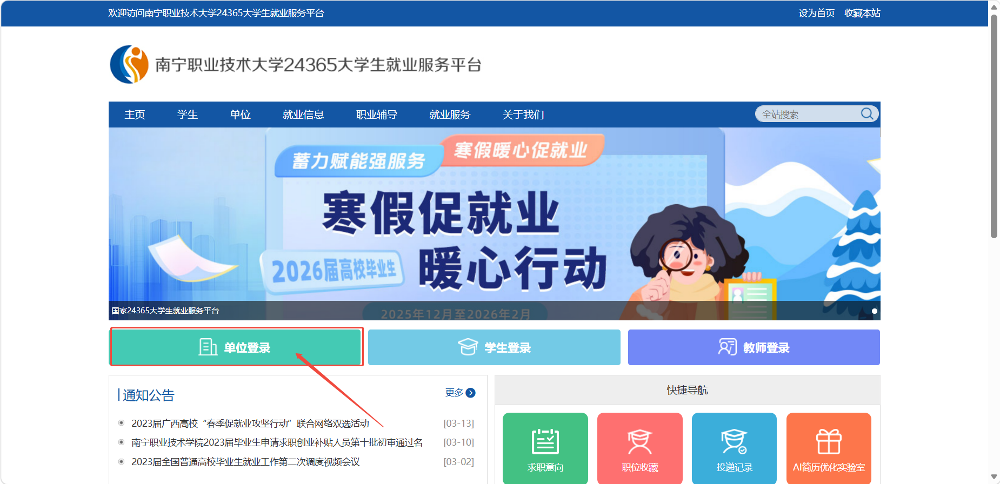 欢迎访问南宁职业技术大学24365大学生就业服务平台
设为首页 收藏本站
南宁职业技术大学24365大学生就业服务平台
主页 学生 单位 就业信息 职业辅导 就业服务 关于我们 全站搜索
蓄力赋能强服务 寒假暖心促就业
寒假促就业
2026届高校毕业生 暖心行动
国家24365大学生就业服务平台
2025年12月至2026年2月
单位登录 学生登录 教师登录
通知公告 更多
2023届广西高校“春季促就业攻坚行动”联合网络双选活动 [03-13]
南宁职业技术学院2023届毕业生申请求职创业补贴人员第十批初审通过名 [03-10]
2023届全国普通高校毕业生就业工作第二次调度视频会议 [03-02]
快捷导航
求职意向 职位收藏 投递记录 AI简历优化实验室